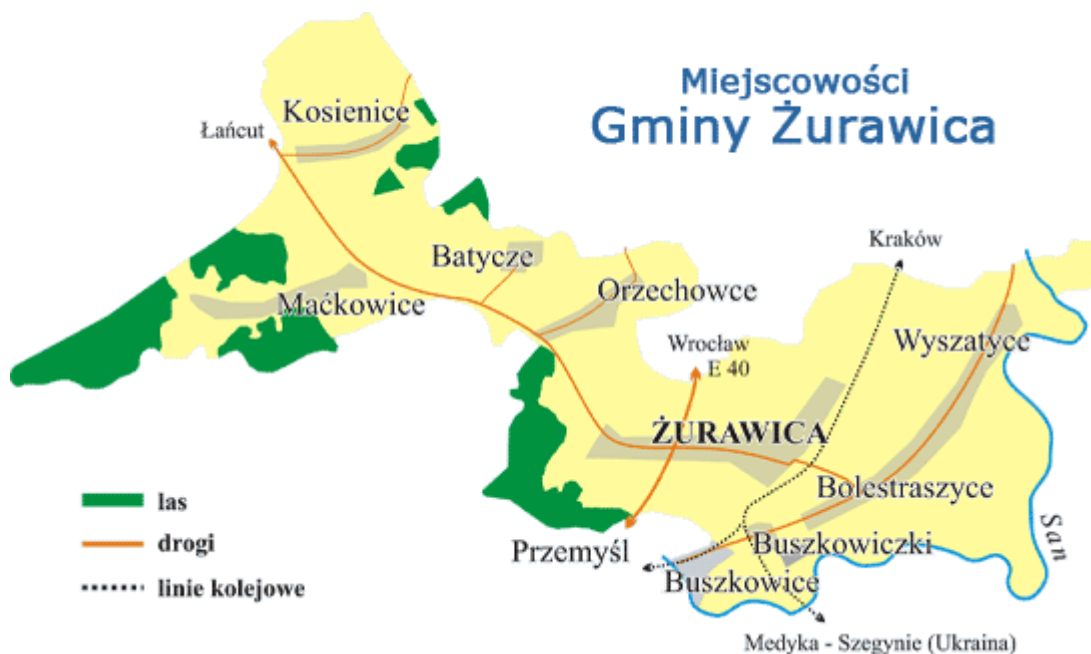 Miejscowości
Gminy Żurawica
Kosienice
Łańcut
Kraków
Batycze
Orzechowce
Maćkowice
Wyszatyce
Wrocław
E 40
ŻURAWICA
Bolestraszyce
las
drogi
linie kolejowe
Przemyśl
Buszkowiczki
Buszkowice
San
Medyka - Szegynie (Ukraina)